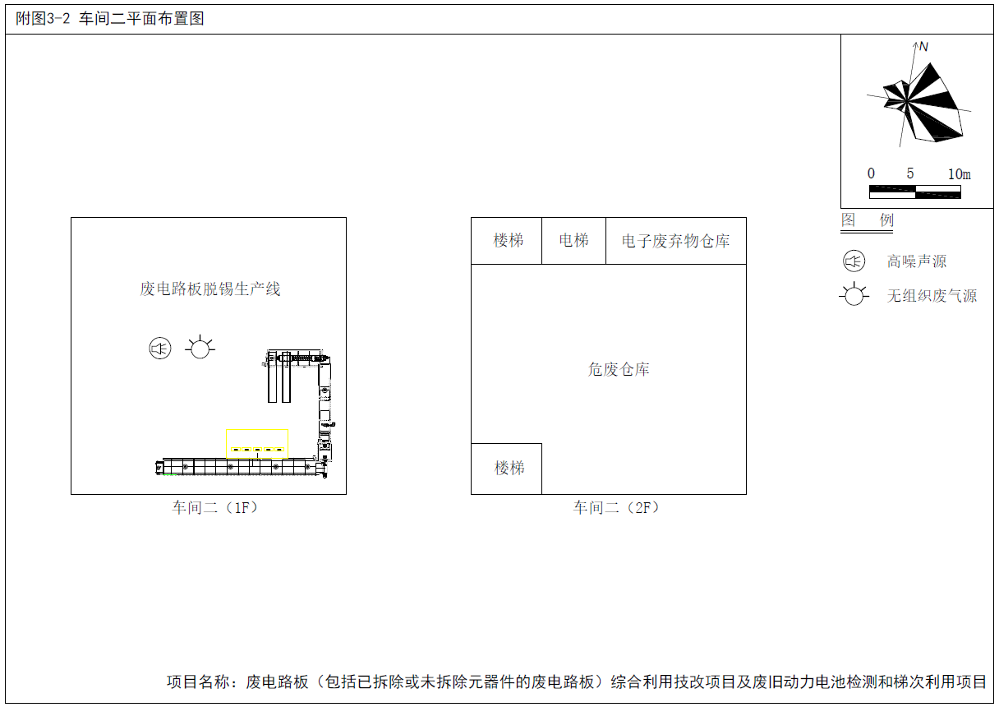 附图3-2 车间二平面布置图
N
0 5 10m
图 例
高噪声源
无组织废气源
废电路板脱锡生产线
车间二（1F）
楼梯 电梯 电子废弃物仓库
危废仓库
楼梯
车间二（2F）
项目名称：废电路板（包括已拆除或未拆除元器件的废电路板）综合利用技改项目及废旧动力电池检测和梯次利用项目